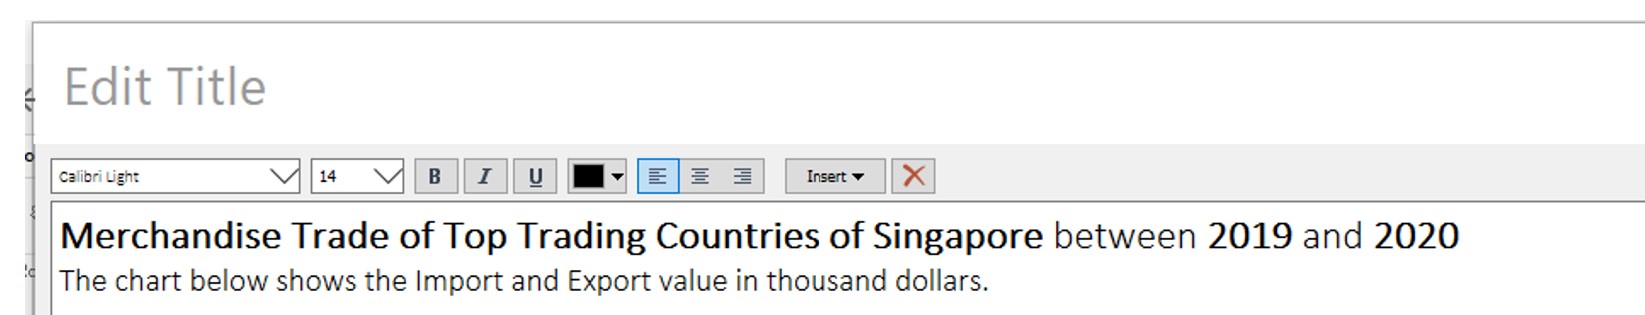 Edit Title
Calibri Light 14 B I U Insert
Merchandise Trade of Top Trading Countries of Singapore between 2019 and 2020
The chart below shows the Import and Export value in thousand dollars.